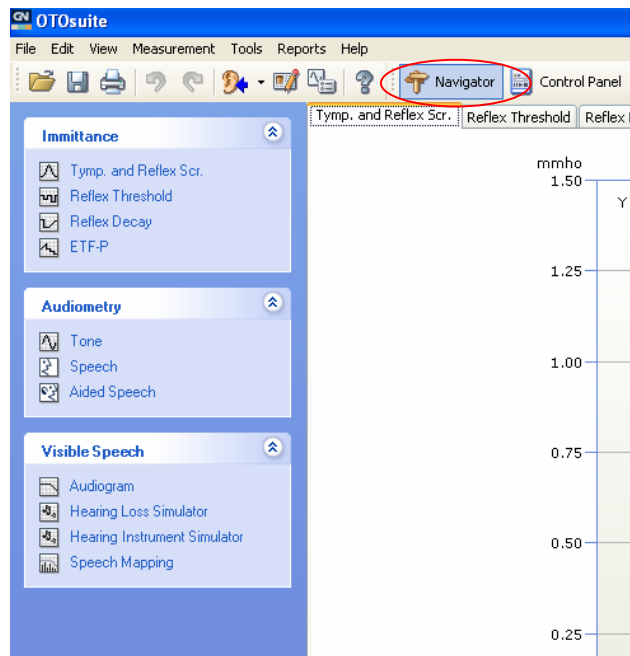 GN OTOsuite
File Edit View Measurement Tools Reports Help
Navigator Control Panel
Tymp. and Reflex Scr. Reflex Threshold Reflex
Immittance
Tymp. and Reflex Scr.
Reflex Threshold
Reflex Decay
ETF-P
Audiometry
Tone
Speech
Aided Speech
Visible Speech
Audiogram
Hearing Loss Simulator
Hearing Instrument Simulator
Speech Mapping
mmho
1.50
Y
1.25
1.00
0.75
0.50
0.25